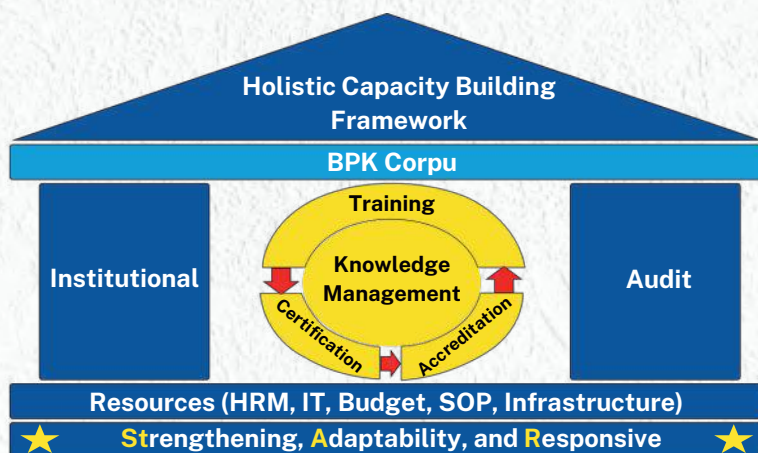 Holistic Capacity Building
Framework
BPK Corpu
Training
Institutional
Knowledge
Management
Audit
Certification
Accreditation
Resources (HRM, IT, Budget, SOP, Infrastructure)
Strengthening, Adaptability, and Responsive